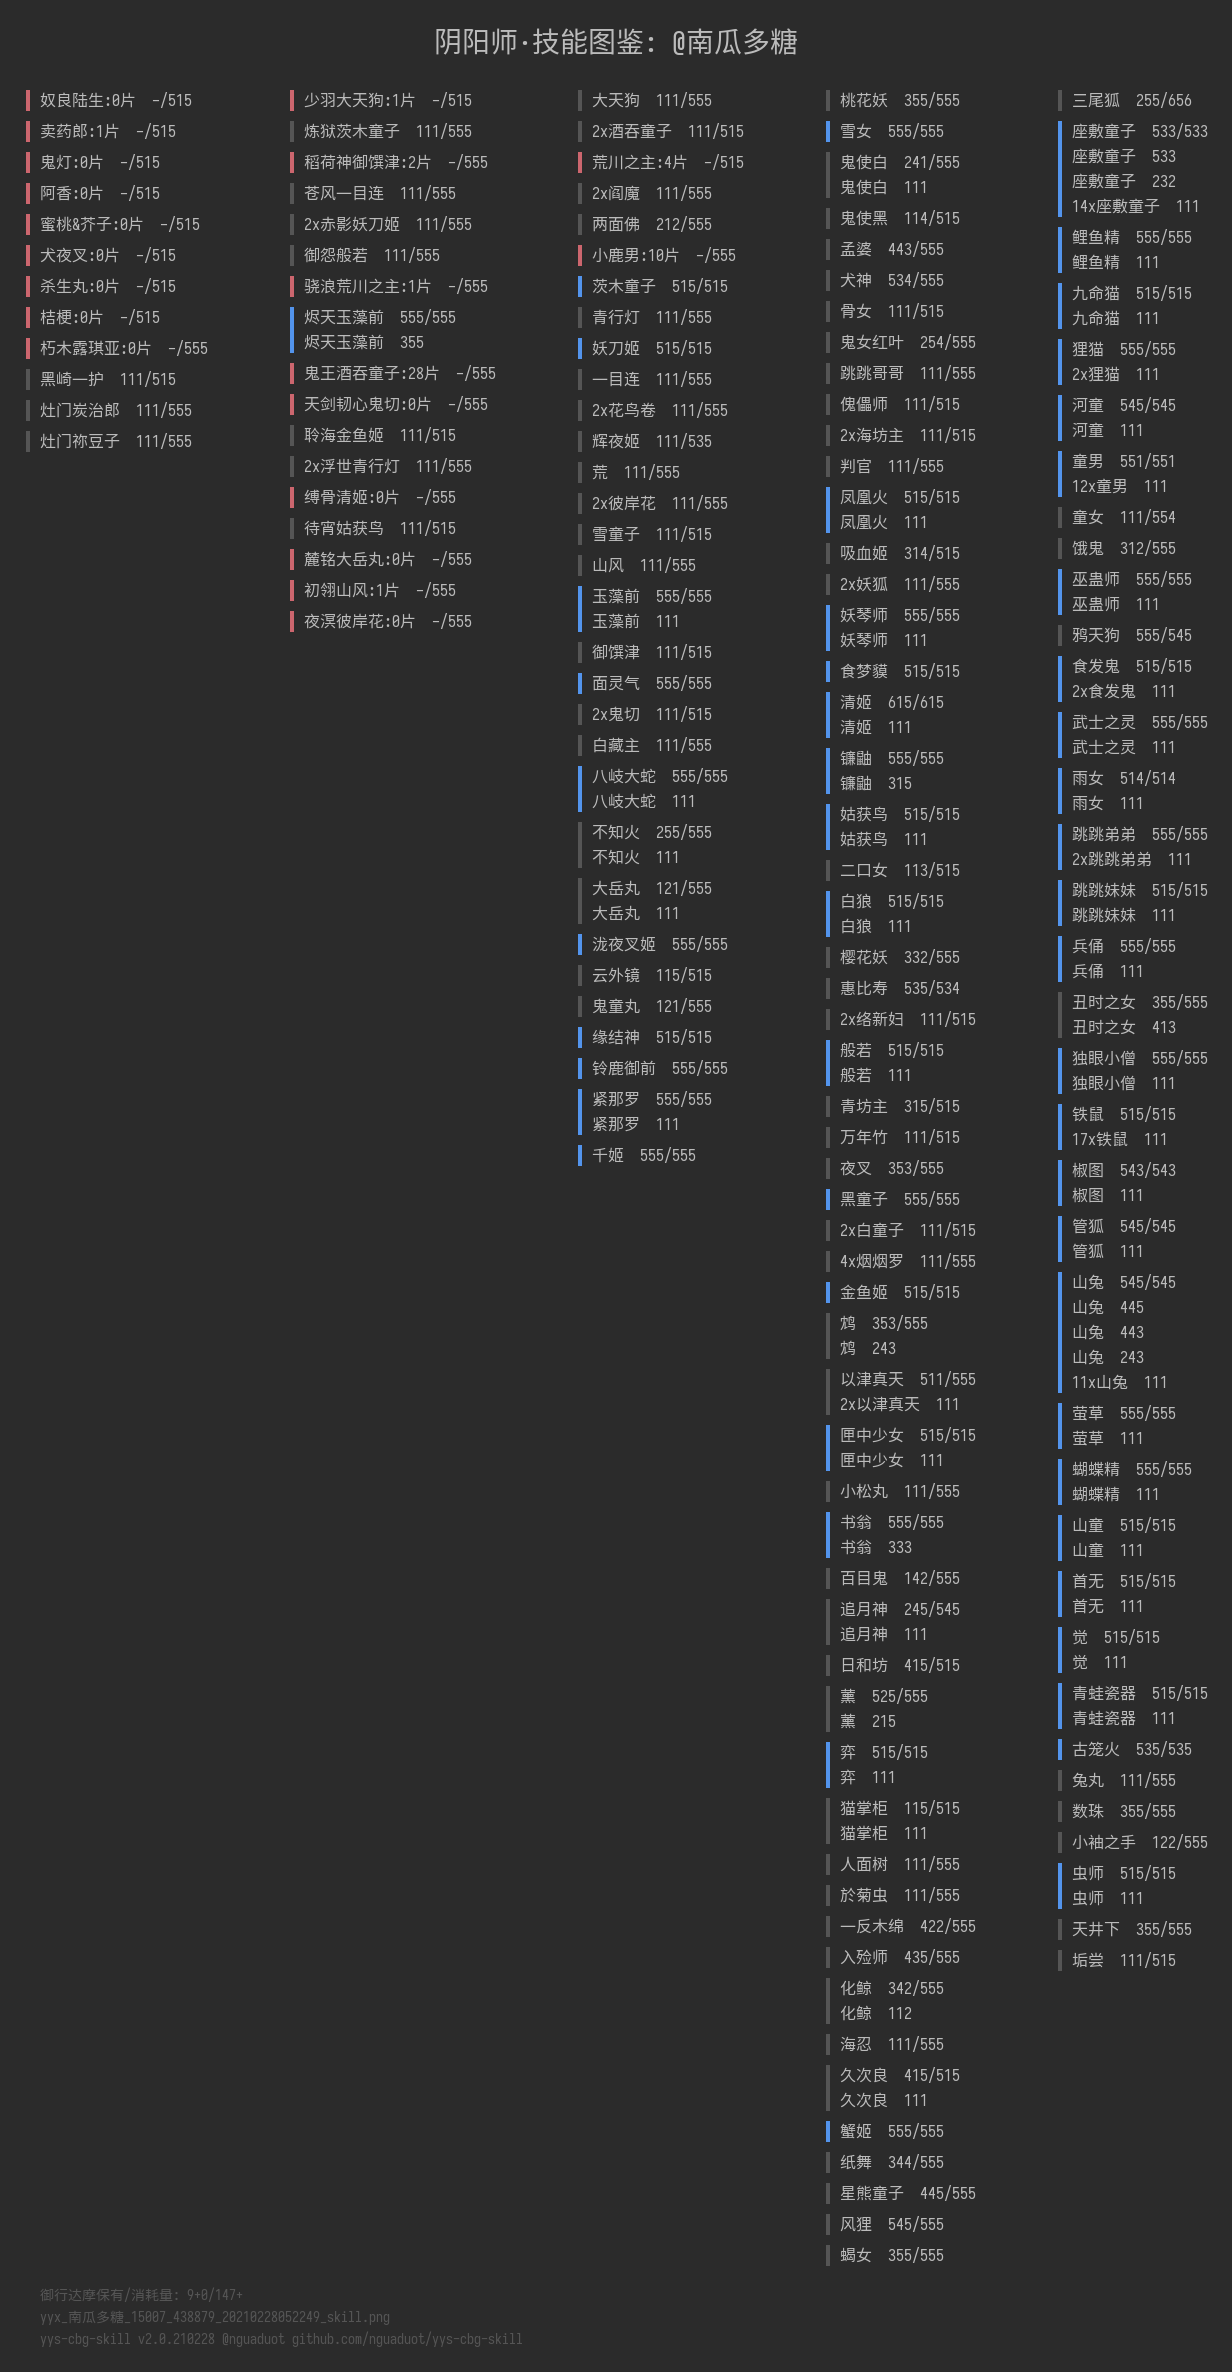 阴阳师·技能图鉴: @南瓜多糖
奴良陆生:0片 -/515
卖药郎:1片 -/515
鬼灯:0片 -/515
阿香:0片 -/515
蜜桃&芥子:0片 -/515
犬夜叉:0片 -/515
杀生丸:0片 -/515
桔梗:0片 -/515
朽木露琪亚:0片 -/555
黑崎一护 111/515
灶门炭治郎 111/555
灶门祢豆子 111/555
少羽大天狗:1片 -/515
炼狱茨木童子 111/555
稻荷神御馔津:2片 -/555
苍风一目连 111/555
2x赤影妖刀姬 111/555
御怨般若 111/555
骁浪荒川之主:1片 -/555
烬天玉藻前 555/555
烬天玉藻前 355
鬼王酒吞童子:28片 -/555
天剑韧心鬼切:0片 -/555
聆海金鱼姬 111/515
2x浮世青行灯 111/555
缚骨清姬:0片 -/555
待宵姑获鸟 111/515
麓铭大岳丸:0片 -/555
初翎山风:1片 -/555
夜溟彼岸花:0片 -/555
大天狗 111/555
2x酒吞童子 111/515
荒川之主:4片 -/515
2x阎魔 111/555
两面佛 212/555
小鹿男:10片 -/555
茨木童子 515/515
青行灯 111/555
妖刀姬 515/515
一目连 111/555
2x花鸟卷 111/555
辉夜姬 111/535
荒 111/555
2x彼岸花 111/555
雪童子 111/515
山风 111/555
玉藻前 555/555
玉藻前 111
御馔津 111/515
面灵气 555/555
2x鬼切 111/515
白藏主 111/555
八岐大蛇 555/555
八岐大蛇 111
不知火 255/555
不知火 111
大岳丸 121/555
大岳丸 111
泷夜叉姬 555/555
云外镜 115/515
鬼童丸 121/555
缘结神 515/515
铃鹿御前 555/555
紧那罗 555/555
紧那罗 111
千姬 555/555
桃花妖 355/555
雪女 555/555
鬼使白 241/555
鬼使白 111
鬼使黑 114/515
孟婆 443/555
犬神 534/555
骨女 111/515
鬼女红叶 254/555
跳跳哥哥 111/555
傀儡师 111/515
2x海坊主 111/515
判官 111/555
凤凰火 515/515
凤凰火 111
吸血姬 314/515
2x妖狐 111/555
妖琴师 555/555
妖琴师 111
食梦貘 515/515
清姬 615/615
清姬 111
镰鼬 555/555
镰鼬 315
姑获鸟 515/515
姑获鸟 111
二口女 113/515
白狼 515/515
白狼 111
樱花妖 332/555
惠比寿 535/534
2x络新妇 111/515
般若 515/515
般若 111
青坊主 315/515
万年竹 111/515
夜叉 353/555
黑童子 555/555
2x白童子 111/515
4x烟烟罗 111/555
金鱼姬 515/515
鸩 353/555
鸩 243
以津真天 511/555
2x以津真天 111
匣中少女 515/515
匣中少女 111
小松丸 111/555
书翁 555/555
书翁 333
百目鬼 142/555
追月神 245/545
追月神 111
日和坊 415/515
薰 525/555
薰 215
弈 515/515
弈 111
猫掌柜 115/515
猫掌柜 111
人面树 111/555
於菊虫 111/555
一反木绵 422/555
入殓师 435/555
化鲸 342/555
化鲸 112
海忍 111/555
久次良 415/515
久次良 111
蟹姬 555/555
纸舞 344/555
星熊童子 445/555
风狸 545/555
蝎女 355/555
三尾狐 255/656
座敷童子 533/533
座敷童子 533
座敷童子 232
14x座敷童子 111
鲤鱼精 555/555
鲤鱼精 111
九命猫 515/515
九命猫 111
狸猫 555/555
2x狸猫 111
河童 545/545
河童 111
童男 551/551
12x童男 111
童女 111/554
饿鬼 312/555
巫蛊师 555/555
巫蛊师 111
鸦天狗 555/545
食发鬼 515/515
2x食发鬼 111
武士之灵 555/555
武士之灵 111
雨女 514/514
雨女 111
跳跳弟弟 555/555
2x跳跳弟弟 111
跳跳妹妹 515/515
跳跳妹妹 111
兵俑 555/555
兵俑 111
丑时之女 355/555
丑时之女 413
独眼小僧 555/555
独眼小僧 111
铁鼠 515/515
17x铁鼠 111
椒图 543/543
椒图 111
管狐 545/545
管狐 111
山兔 545/545
山兔 445
山兔 443
山兔 243
11x山兔 111
萤草 555/555
萤草 111
蝴蝶精 555/555
蝴蝶精 111
山童 515/515
山童 111
首无 515/515
首无 111
觉 515/515
觉 111
青蛙瓷器 515/515
青蛙瓷器 111
古笼火 535/535
兔丸 111/555
数珠 355/555
小袖之手 122/555
虫师 515/515
虫师 111
天井下 355/555
垢尝 111/515
御行达摩保有/消耗量: 9+0/147+
yyx_南瓜多糖_15007_438879_20210228052249_skill.png
yys-cbg-skill v2.0.210228 @nguaduot github.com/nguaduot/yys-cbg-skill